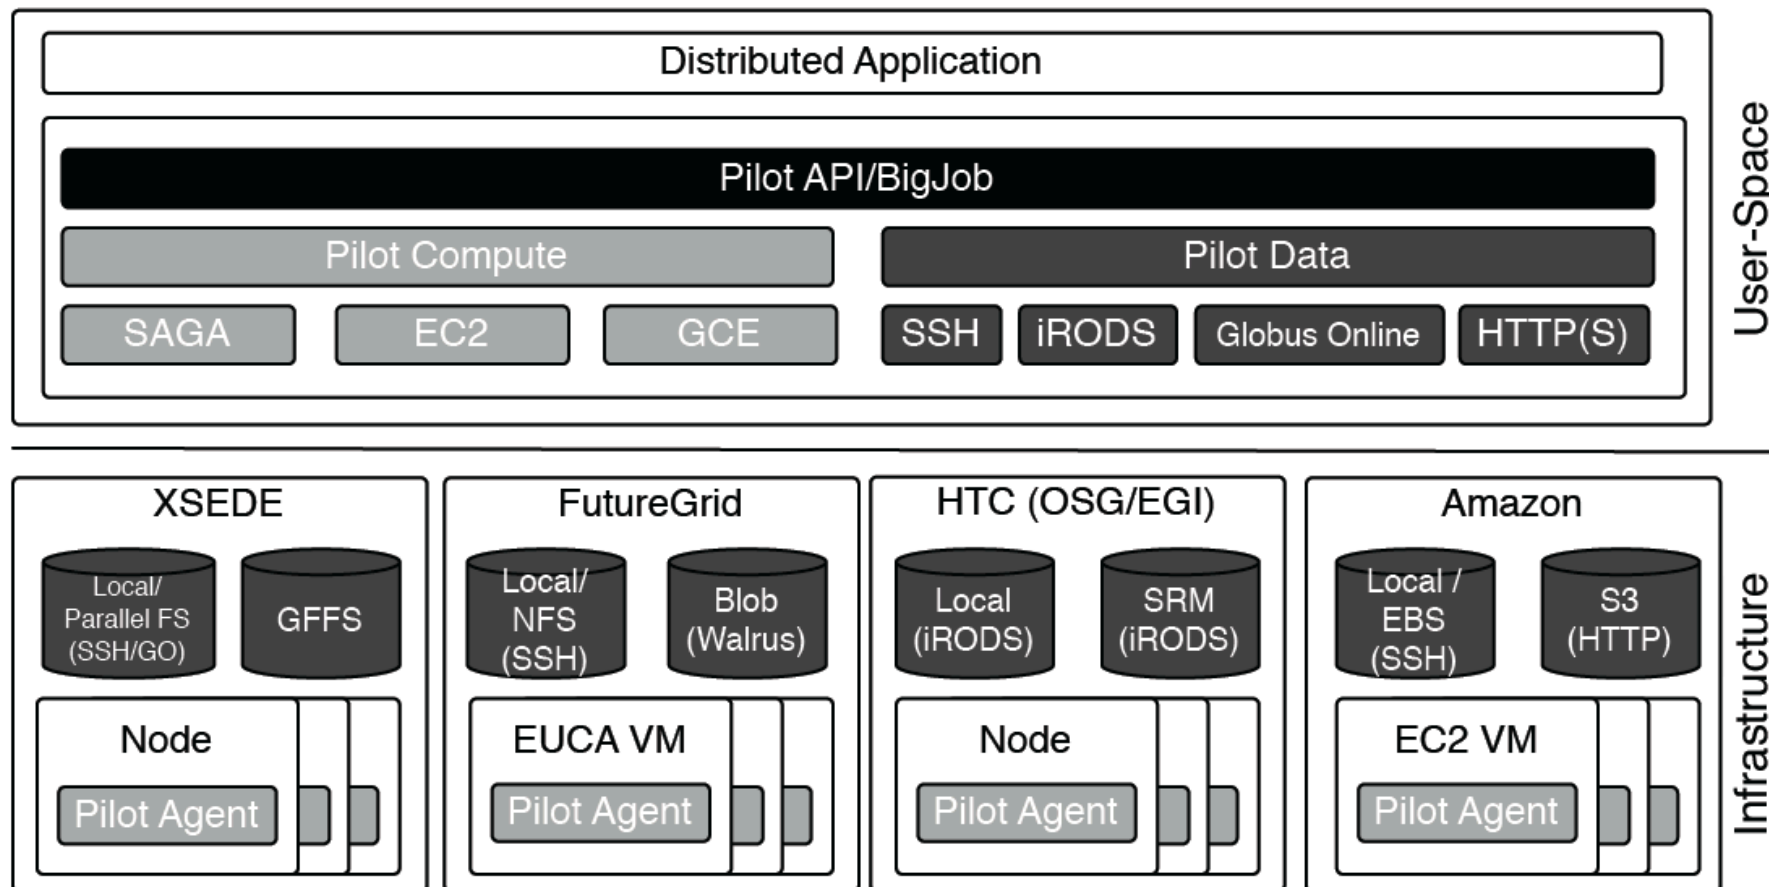 Distributed Application
Pilot API/BigJob
Pilot Compute
Pilot Data
SAGA
EC2
GCE
SSH
iRODS
Globus Online
HTTP(S)
User-Space
XSEDE
Local/
Parallel FS
(SSH/GO)
GFFS
Node
Pilot Agent
FutureGrid
Local/
NFS
(SSH)
Blob
(Walrus)
EUCA VM
Pilot Agent
HTC (OSG/EGI)
Local
(iRODS)
SRM
(iRODS)
Node
Pilot Agent
Amazon
Local /
EBS
(SSH)
S3
(HTTP)
EC2 VM
Pilot Agent
Infrastructure